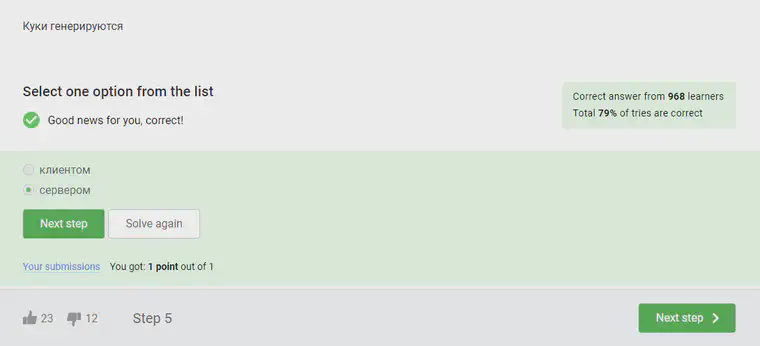 Куки генерируются
Select one option from the list
Good news for you, correct!
Correct answer from 968 learners
Total 79% of tries are correct
клиентом
сервером
Next step
Solve again
Your submissions You got: 1 point out of 1
23
12
Step 5
Next step